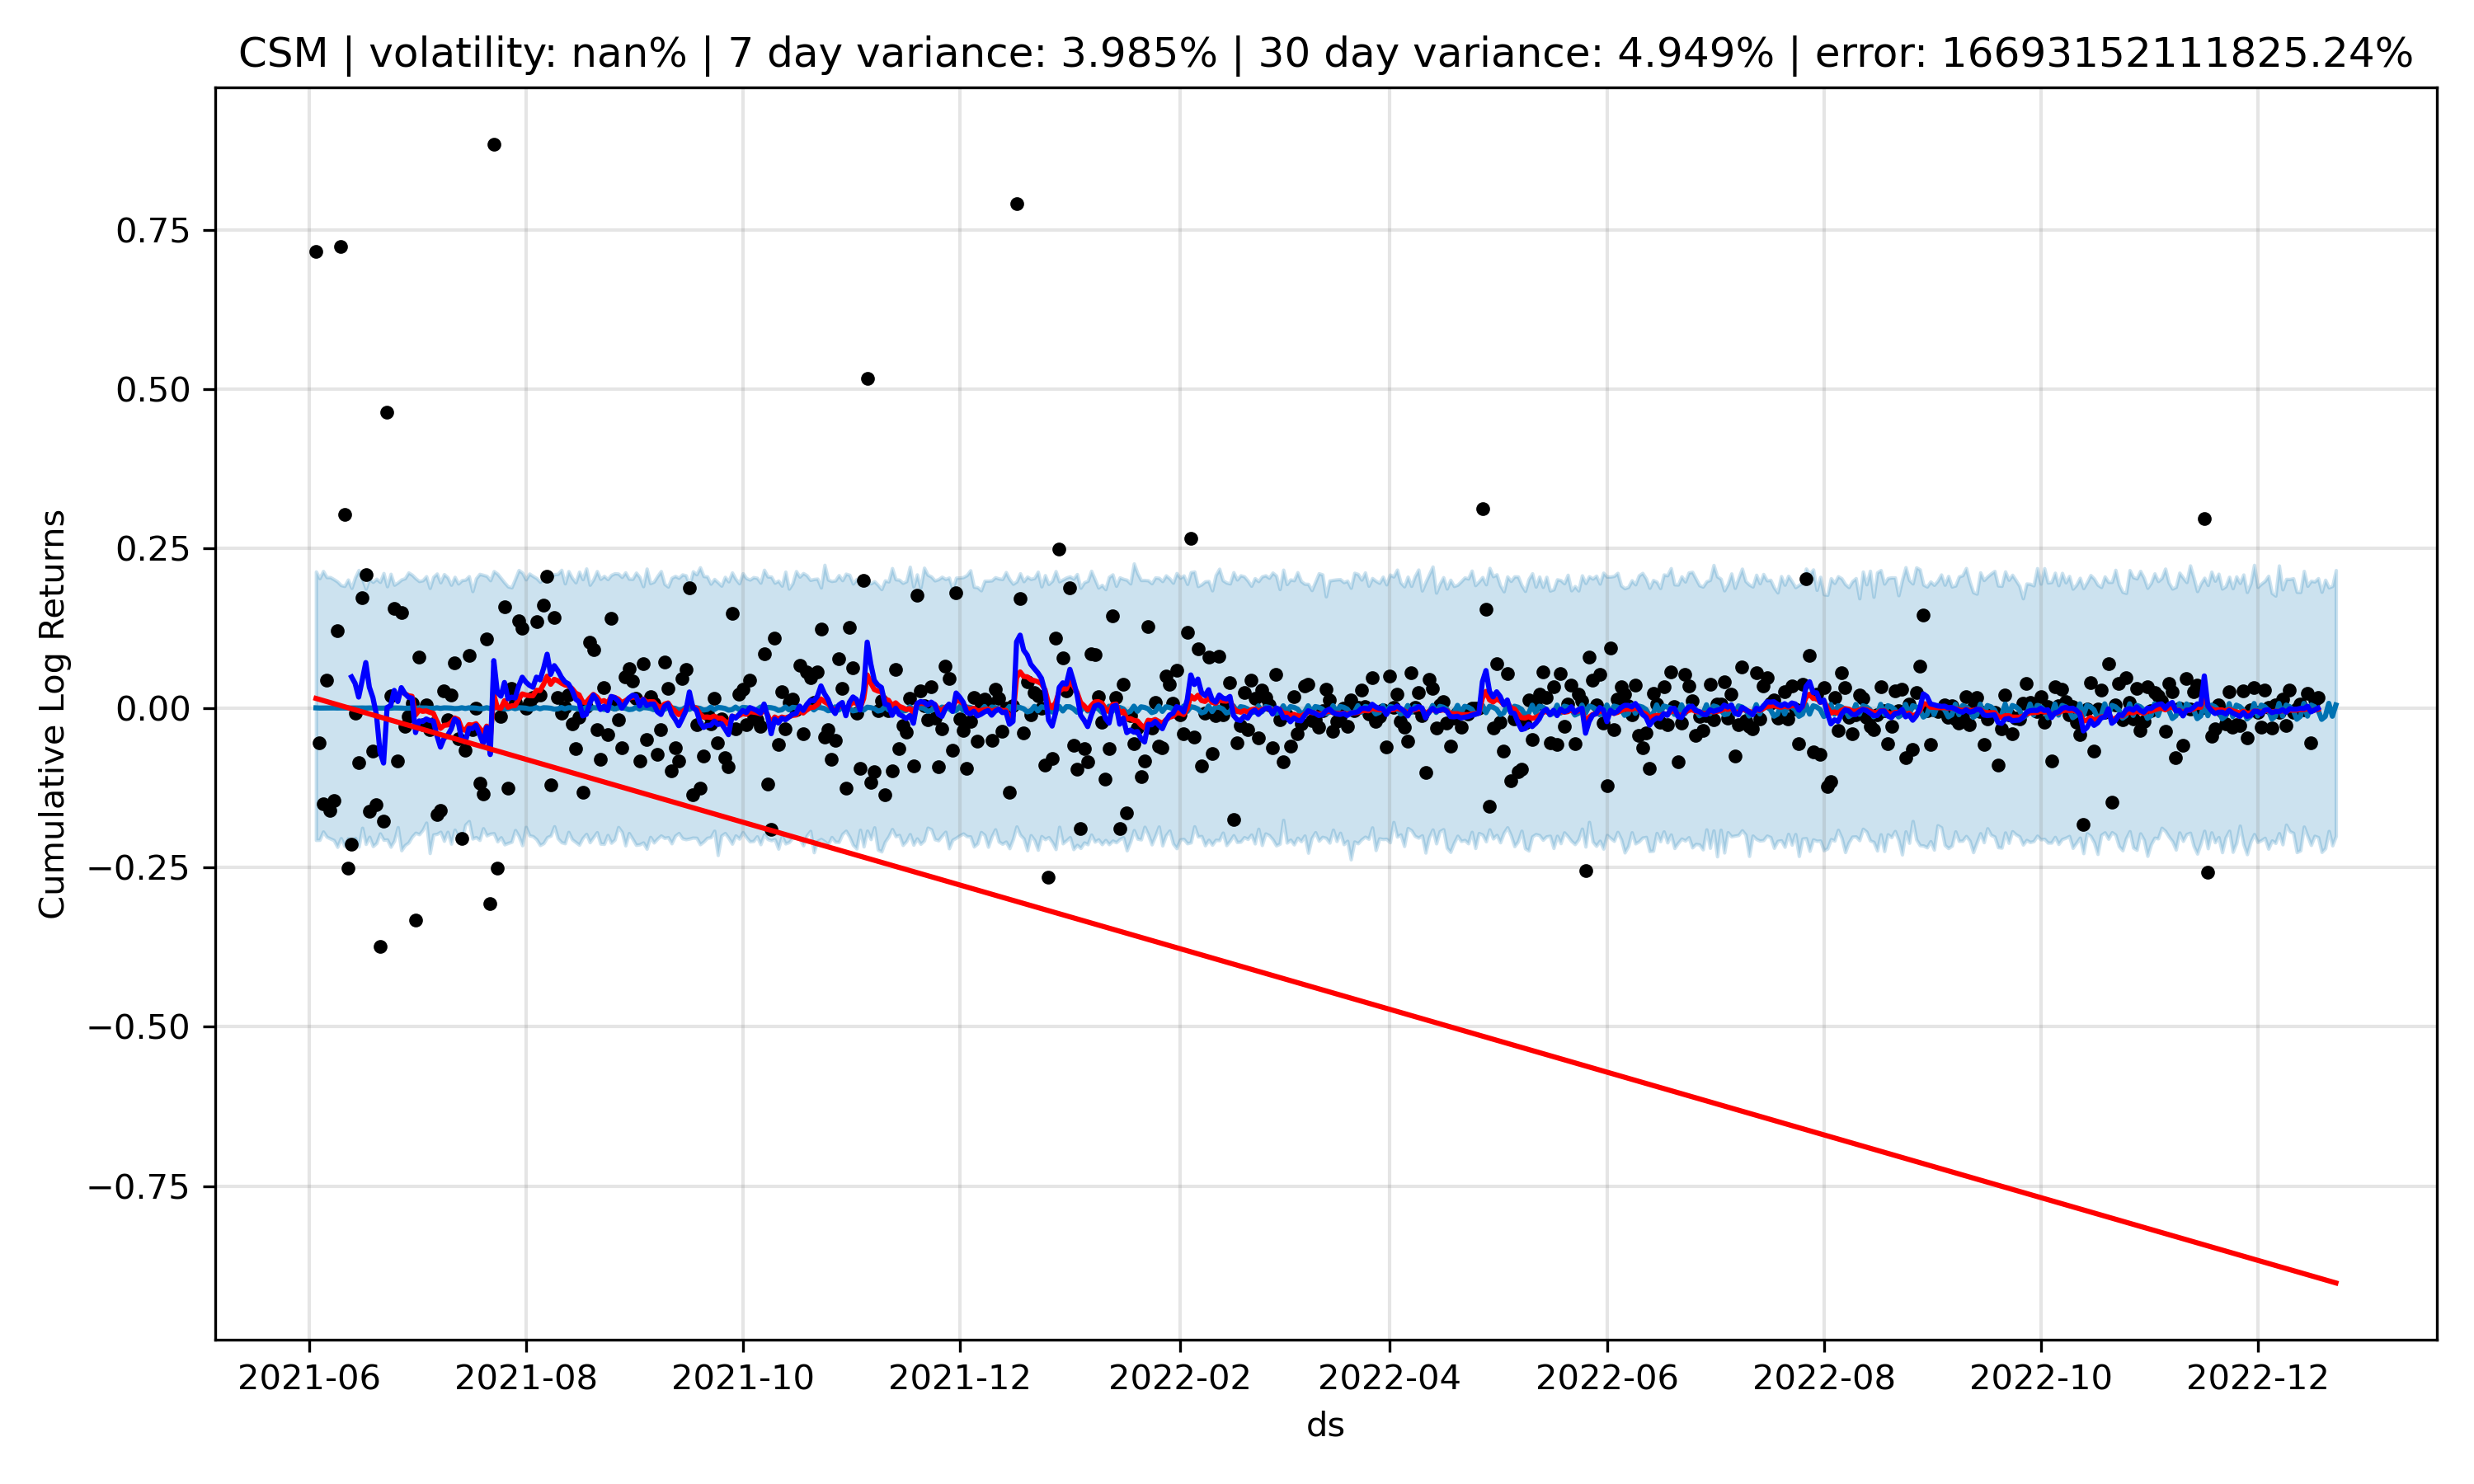 CSM | volatility: nan% | 7 day variance: 3.985% | 30 day variance: 4.949% | error: 16693152111825.24%
Cumulative Log Returns
0.75
0.50
0.25
0.00
−0.25
−0.50
−0.75
2021-06 2021-08 2021-10 2021-12 2022-02 2022-04 2022-06 2022-08 2022-10 2022-12
ds